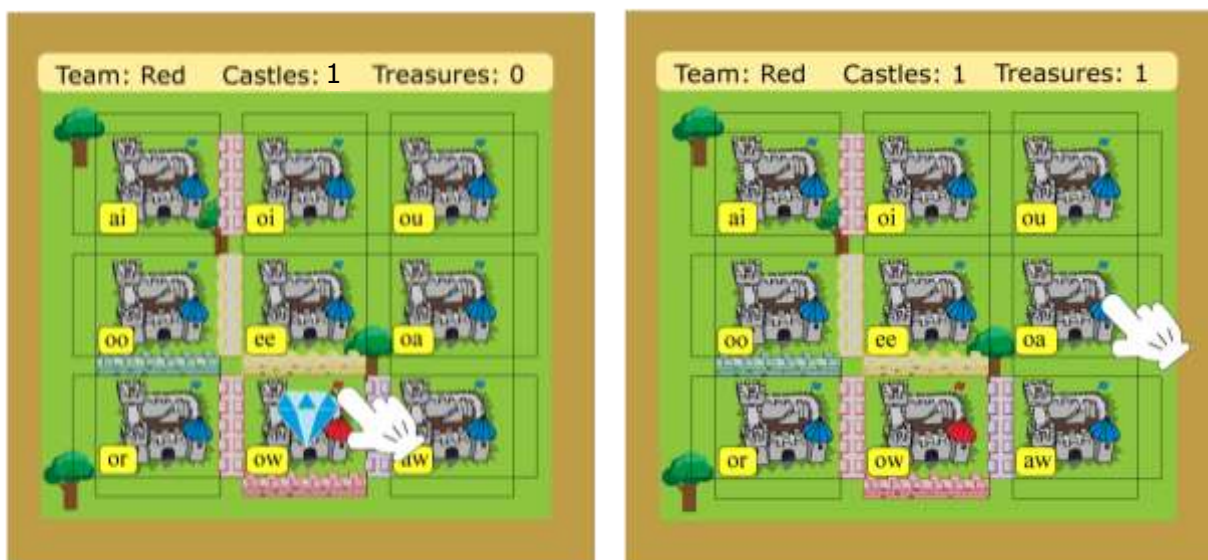 Team: Red Castles: 1 Treasures: 0
ai oi ou
oo ee oa
or ow aw
Team: Red Castles: 1 Treasures: 1
ai oi ou
oo ee oa
or ow aw